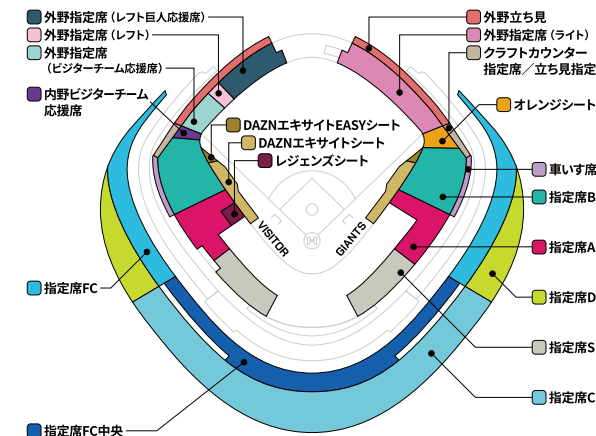 外野指定席（レフト巨人応援席）
外野指定席（レフト）
外野指定席
（ビジターチーム応援席）
内野ビジターチーム
応援席
DAZNエキサイトEASYシート
DAZNエキサイトシート
レジェンズシート
外野立ち見
外野指定席（ライト）
クラフトカウンター
指定席／立ち見指定
オレンジシート
車いす席
指定席B
指定席A
指定席D
指定席S
指定席C
指定席FC
指定席FC中央
VISITOR
GIANTS